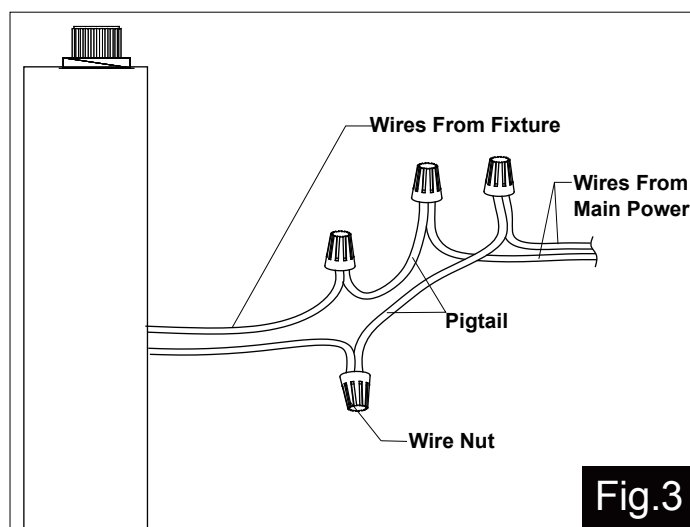 Wires From Fixture
Wires From
Main Power
Pigtail
Wire Nut
Fig.3